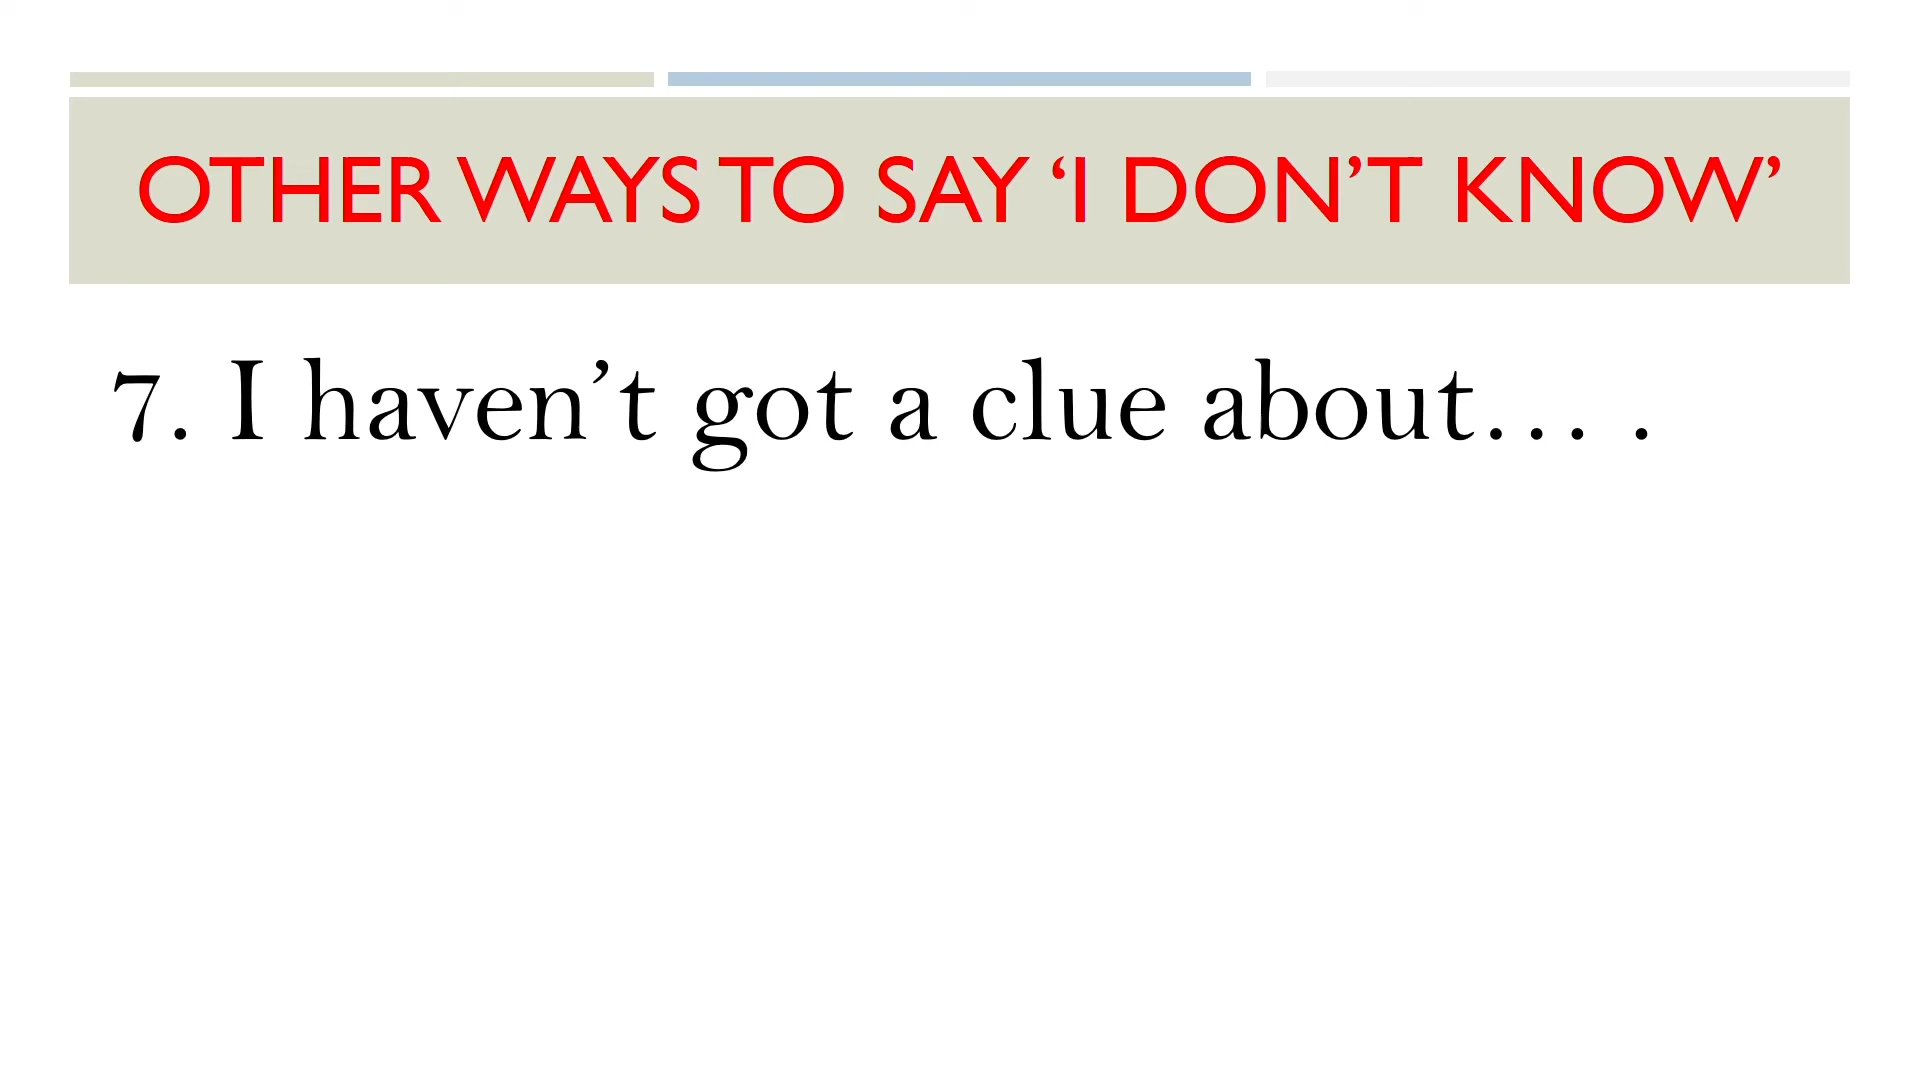 OTHER WAYS TO SAY ‘I DON’T KNOW’
7. I haven’t got a clue about… .